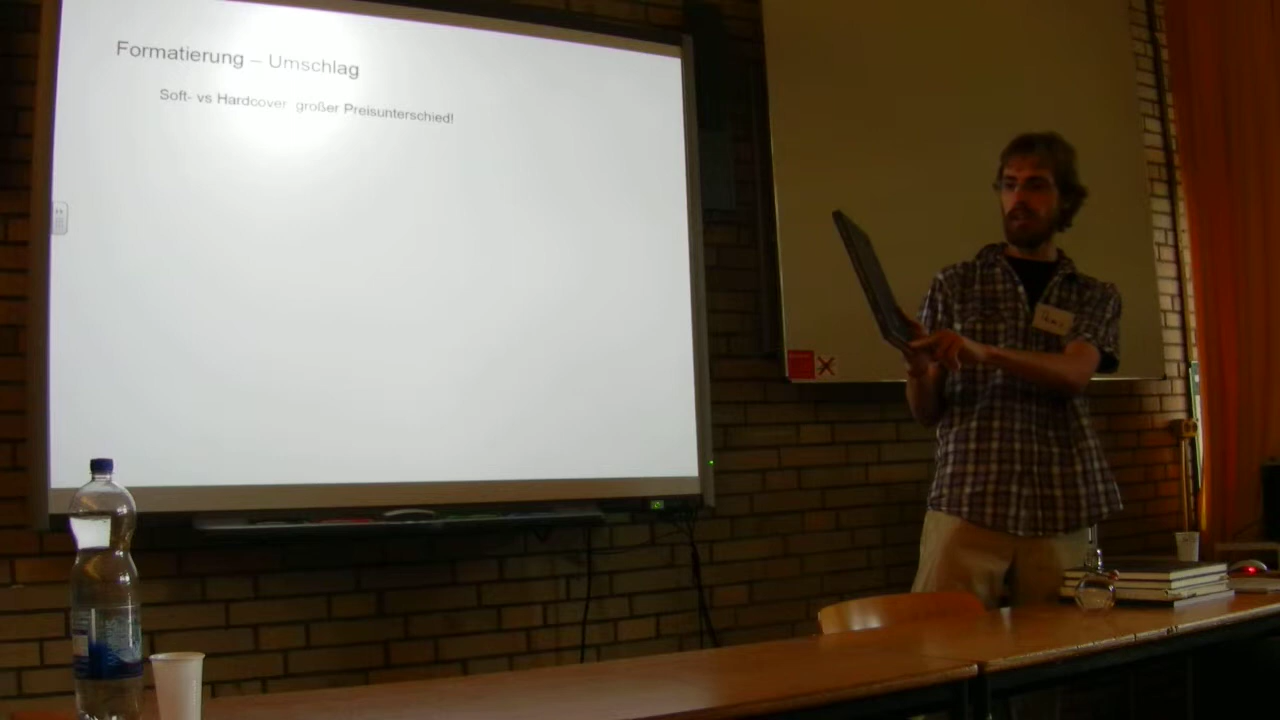 Formatierung – Umschlag
Soft- vs Hardcover großer Preisunterschied!